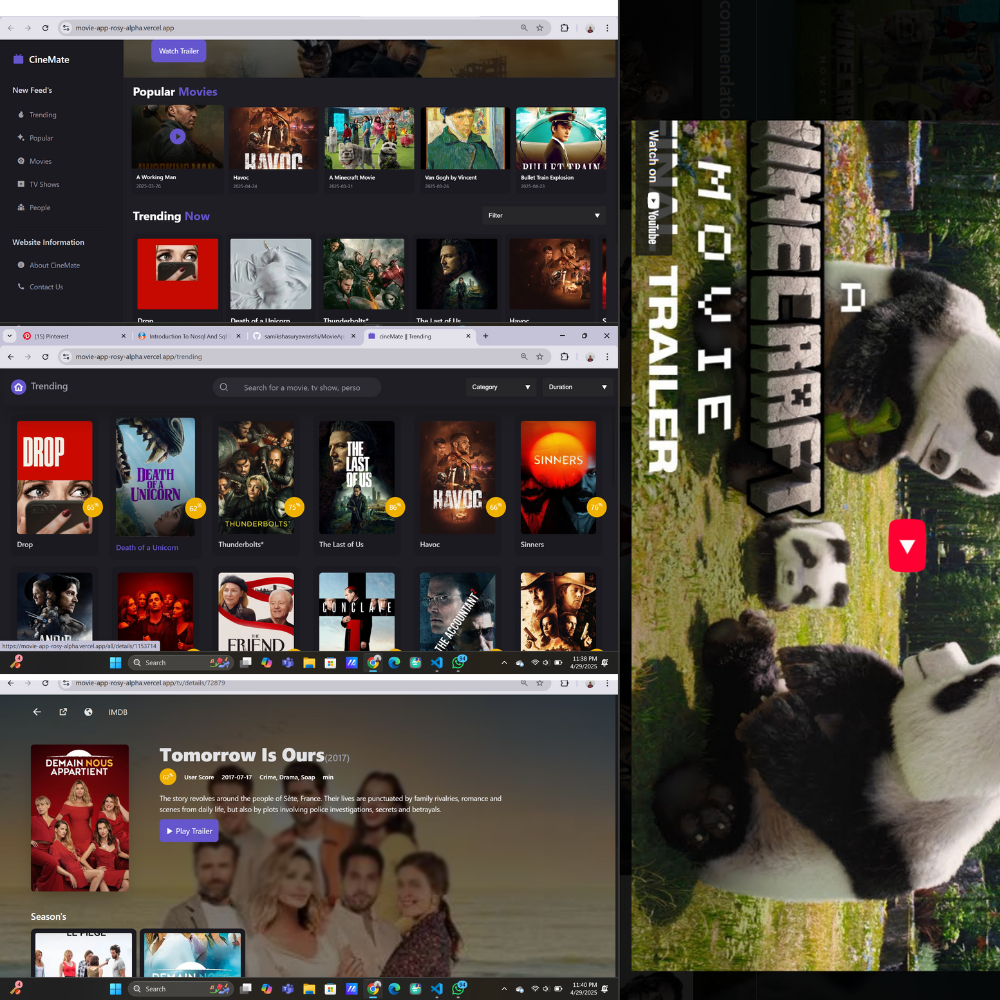 movie-app-rosy-alpha.vercel.app
CineMate
Watch Trailer
New Feed's
Trending
Popular
Movies
TV Shows
People
Website Information
About CineMate
Contact Us
Popular Movies
HAVOC
BULLET TRAIN
A Working Man
Havoc
A Minecraft Movie
Van Gogh by Vincent
Bullet Train Explosion
2025-03-26
2025-04-24
2025-03-31
2025-03-26
2025-04-23
Trending Now
Filter
Drop
Death of a Unicorn
Thunderbolts*
The Last of Us
Havoc
(15) Pinterest
Introduction To Nosql And Sql
cineMate || Trending
movie-app-rosy-alpha.vercel.app/trending
Trending
Search for a movie, tv show, perso
Category
Duration
DROP
DEATH OF A UNICORN
THUNDERBOLTS*
THE LAST OF US
HAVOC
SINNERS
65%
62%
75%
86%
66%
76%
Drop
Death of a Unicorn
Thunderbolts*
The Last of Us
Havoc
Sinners
ANDOR
THE FRIEND
CONCLAVE
THE ACCOUNTANT
https://movie-app-rosy-alpha.vercel.app/all/details/1153714
Search
11:38 PM
4/29/2025
movie-app-rosy-alpha.vercel.app/tv/details/72879
IMDB
DEMAIN NOUS
APPARTIENT
Tomorrow Is Ours(2017)
User Score 2017-07-17 Crime, Drama, Soap min
The story revolves around the people of Sète, France. Their lives are punctuated by family rivalries, romance and
scenes from daily life, but also by plots involving police investigations, secrets and betrayals.
Play Trailer
Season's
LE PIEGE
DEMAIN NOUS
Search
11:40 PM
4/29/2025
commendatio
A
MINECRAFT
MOVIE
FINAL TRAILER
Watch on YouTube